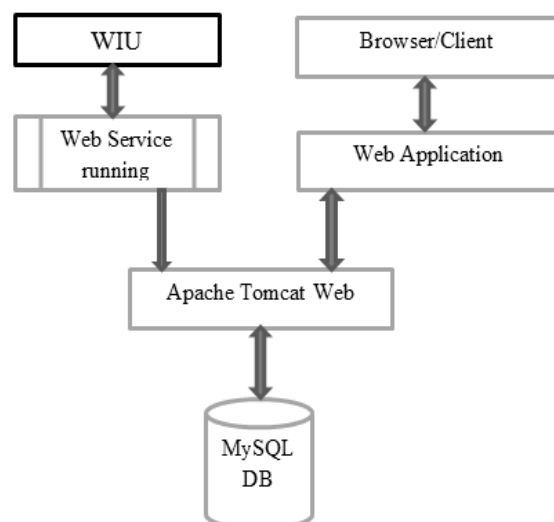 WIU
Browser/Client
Web Service
running
Web Application
Apache Tomcat Web
MySQL
DB